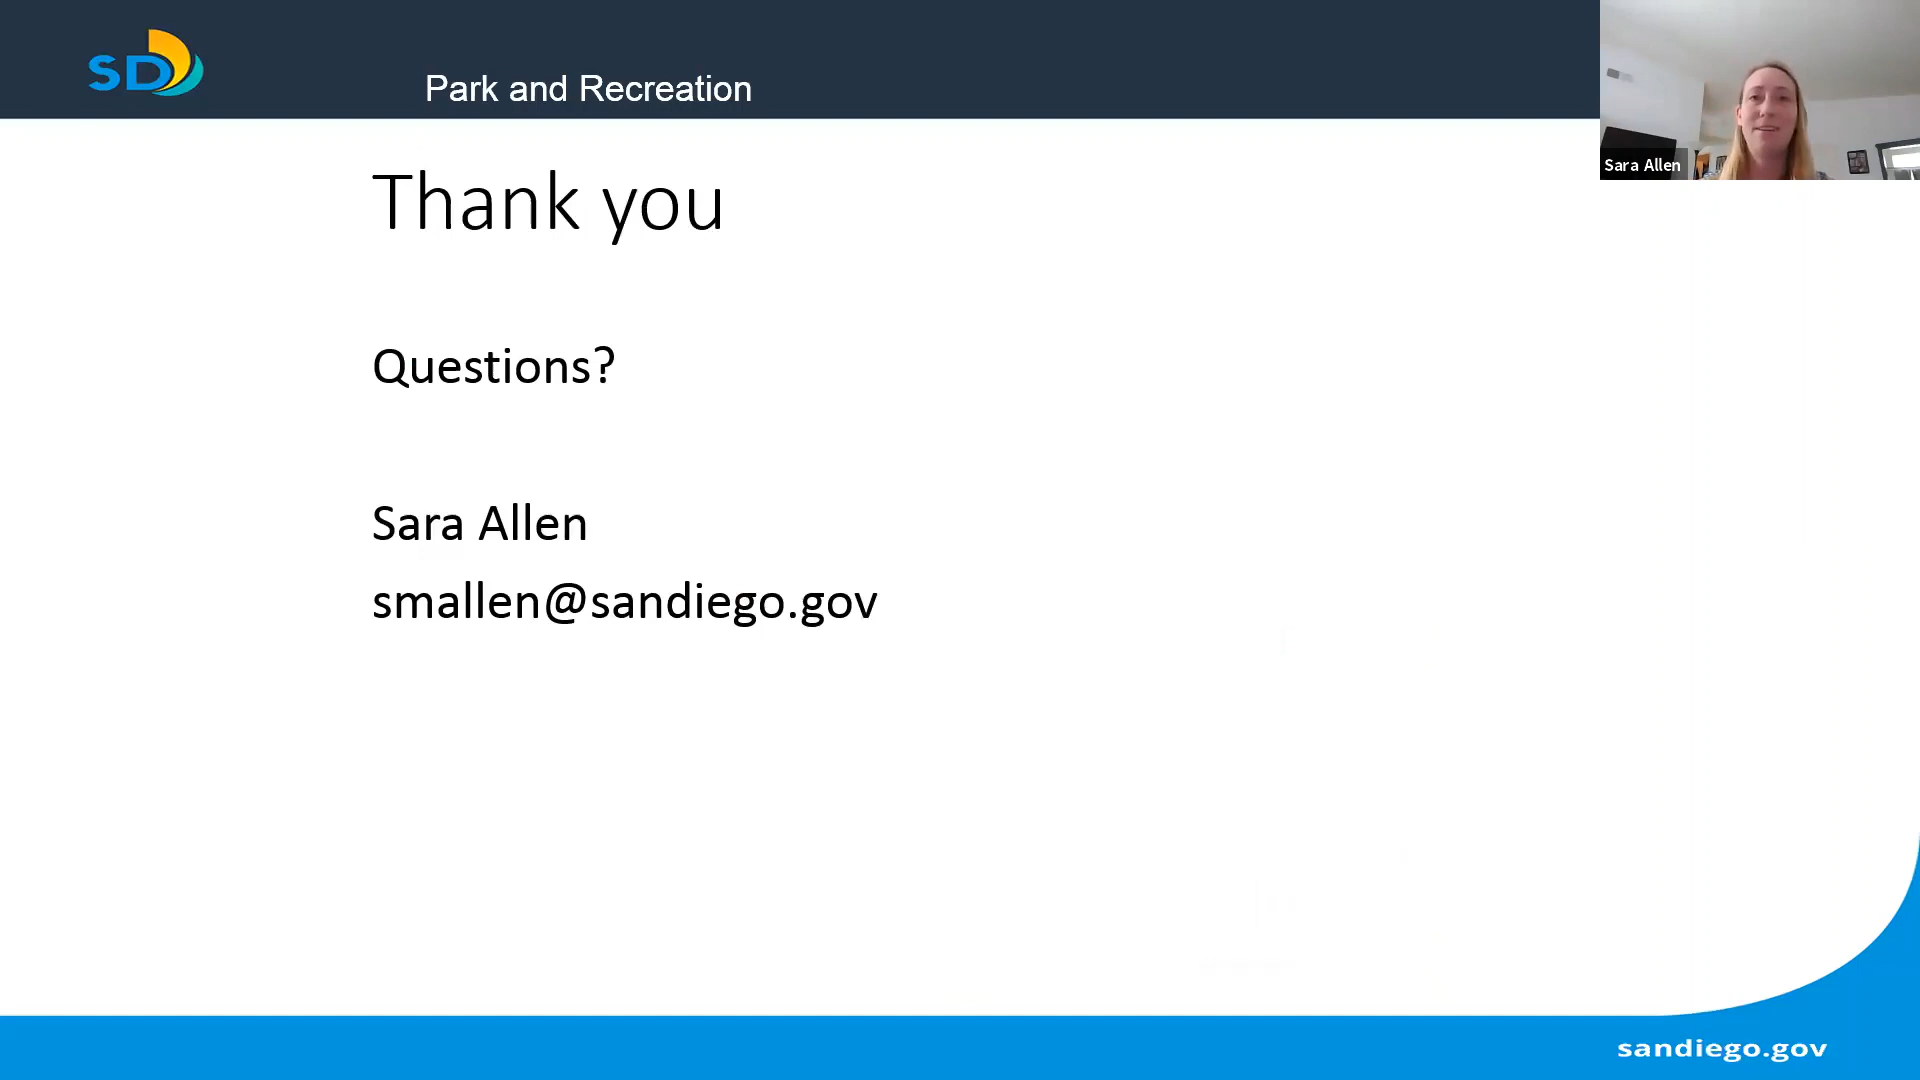 SD
Park and Recreation
Sara Allen
Thank you
Questions?
Sara Allen
smallen@sandiego.gov
sandiego.gov